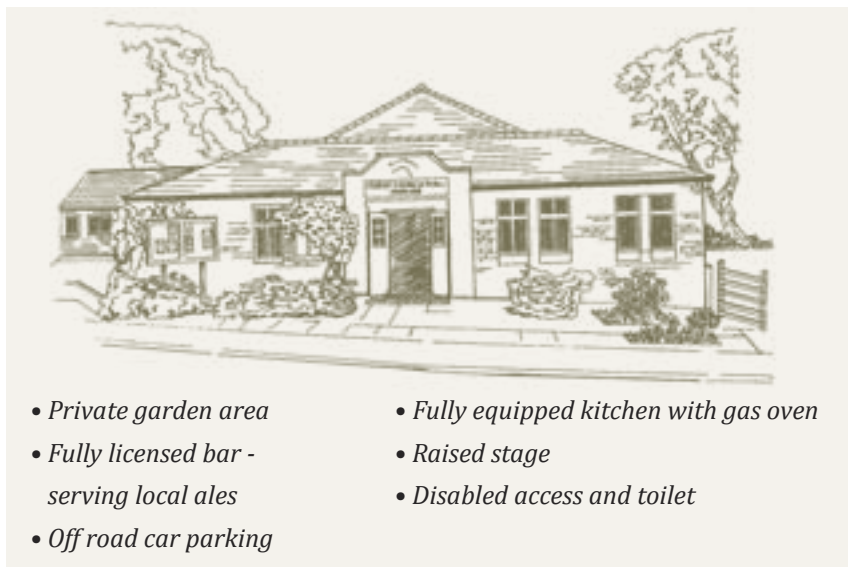 • Private garden area
• Fully licensed bar -
serving local ales
• Off road car parking
• Fully equipped kitchen with gas oven
• Raised stage
• Disabled access and toilet